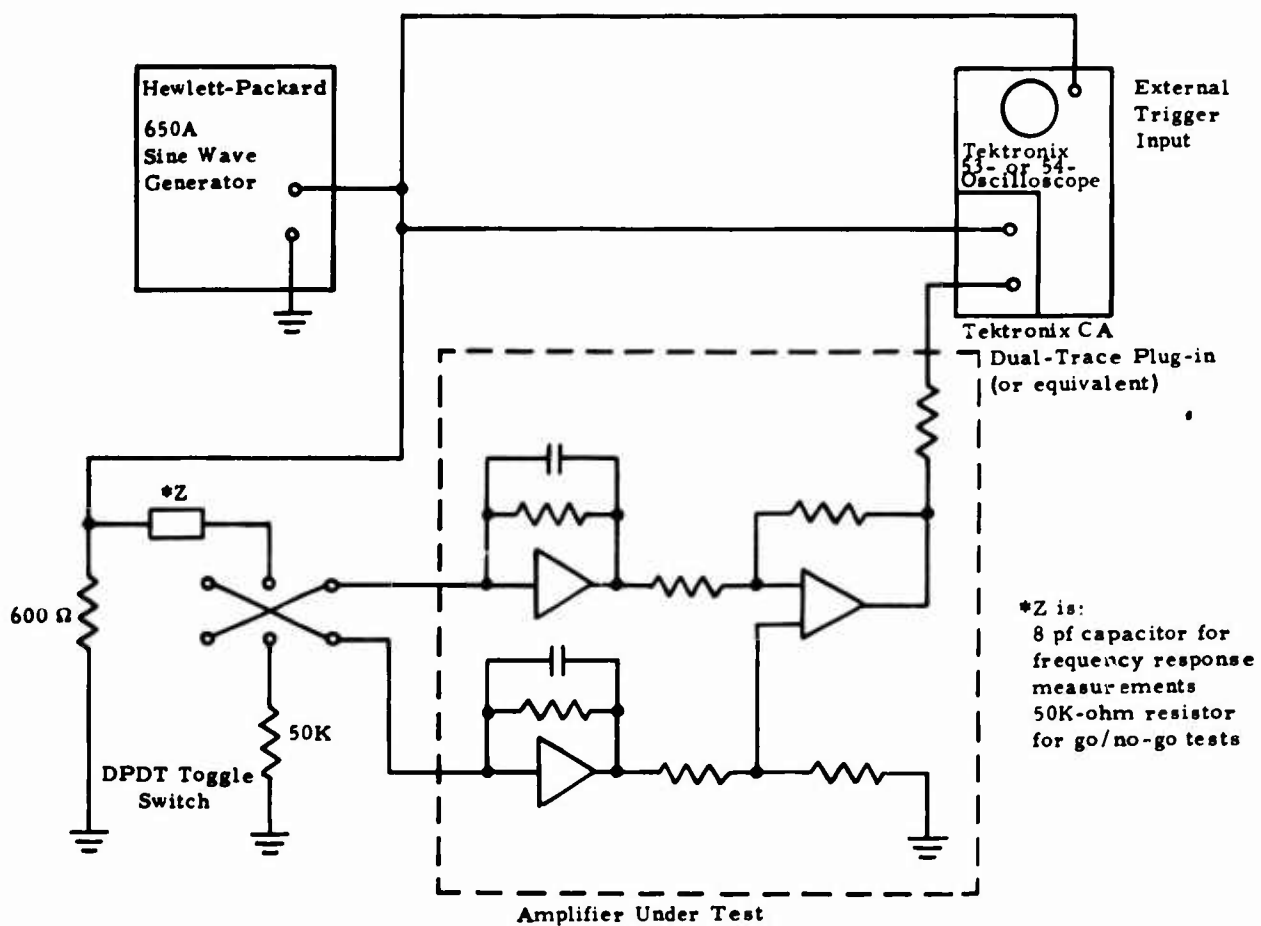 Hewlett-Packard
650A
Sine Wave
Generator
External
Trigger
Input
Tektronix
53- or 54-
Oscilloscope
Tektronix CA
Dual-Trace Plug-in
(or equivalent)
*Z
600 Ω
50K
DPDT Toggle
Switch
*Z is:
8 pf capacitor for
frequency response
measurements
50K-ohm resistor
for go/no-go tests
Amplifier Under Test